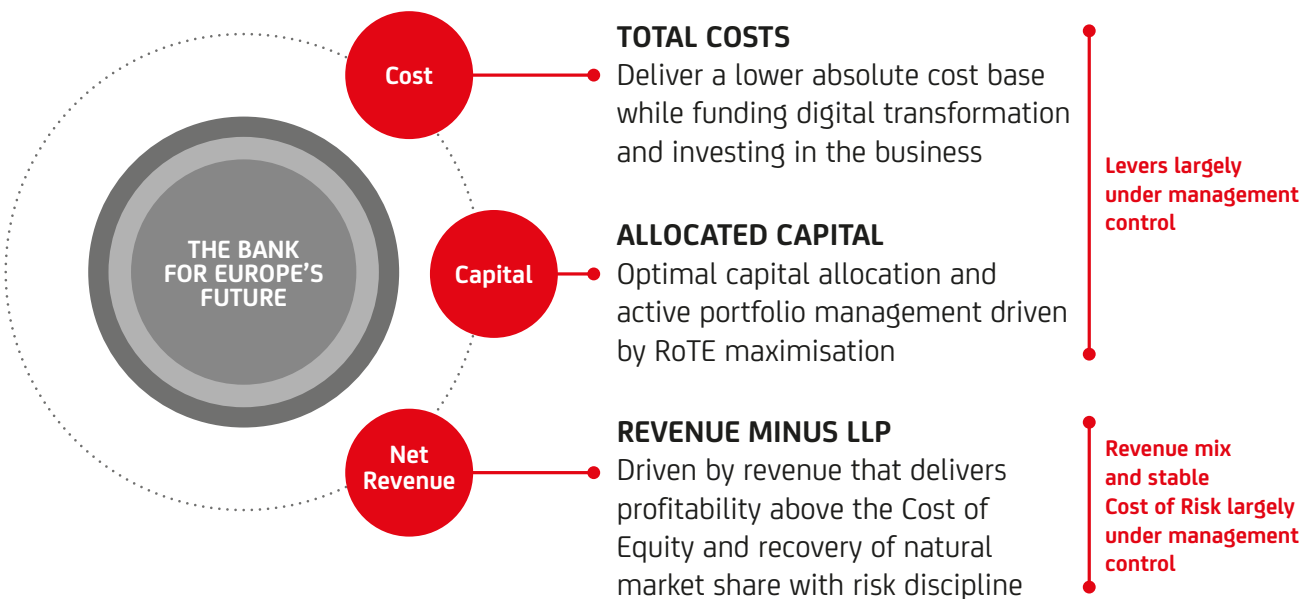 THE BANK
FOR EUROPE'S
FUTURE
Cost
TOTAL COSTS
Deliver a lower absolute cost base
while funding digital transformation
and investing in the business
Capital
ALLOCATED CAPITAL
Optimal capital allocation and
active portfolio management driven
by RoTE maximisation
Levers largely
under management
control
Net
Revenue
REVENUE MINUS LLP
Driven by revenue that delivers
profitability above the Cost of
Equity and recovery of natural
market share with risk discipline
Revenue mix
and stable
Cost of Risk largely
under management
control